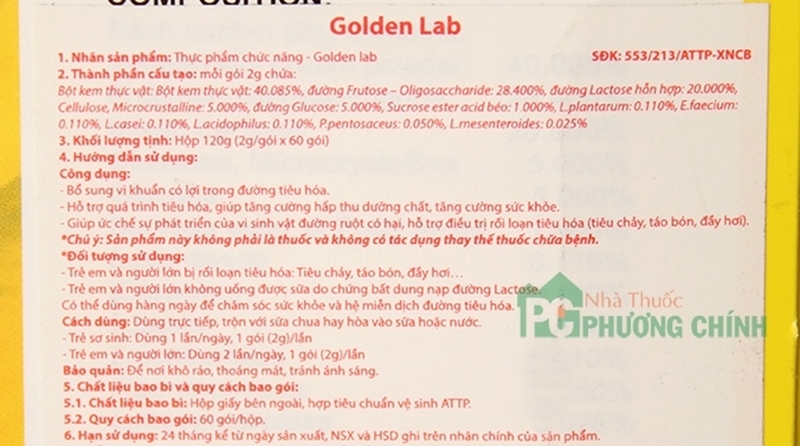 Golden Lab
1. Nhãn sản phẩm: Thực phẩm chức năng - Golden lab
SĐK: 553/213/ATTP-XNCB
2. Thành phần cấu tạo: mỗi gói 2g chứa:
Bột kem thực vật: Bột kem thực vật: 40.085%, đường Frutose – Oligosaccharide: 28.400%, đường Lactose hỗn hợp: 20.000%,
Cellulose, Microcrustalline: 5.000%, đường Glucose: 5.000%, Sucrose ester acid béo: 1 000%, L.plantarum: 0.110%, E.faecium:
0.110%, L.casei: 0.110%, L.acidophilus: 0.110%, P.pentosaceus: 0.050%, L.mesenteroides: 0.025%
3. Khối lượng tịnh: Hộp 120g (2g/gói x 60 gói)
4. Hướng dẫn sử dụng:
Công dụng:
- Bổ sung vi khuẩn có lợi trong đường tiêu hóa.
- Hỗ trợ quá trình tiêu hóa, giúp tăng cường hấp thu dưỡng chất, tăng cường sức khỏe.
- Giúp ức chế sự phát triển của vi sinh vật đường ruột có hại, hỗ trợ điều trị rối loạn tiêu hóa (tiêu chảy, táo bón, đầy hơi).
*Chú ý: Sản phẩm này không phải là thuốc và không có tác dụng thay thế thuốc chữa bệnh.
*Đối tượng sử dụng:
- Trẻ em và người lớn bị rối loạn tiêu hóa: Tiêu chảy, táo bón, đầy hơi…
- Trẻ em và người lớn không uống được sữa do chứng bất dung nạp đường Lactose.
Có thể dùng hàng ngày để chăm sóc sức khỏe và hệ miễn dịch đường tiêu hóa.
Cách dùng: Dùng trực tiếp, trộn với sữa chua hay hòa vào sữa hoặc nước.
- Trẻ sơ sinh: Dùng 1 lần/ngày, 1 gói (2g)/lần
- Trẻ em và người lớn: Dùng 2 lần/ngày, 1 gói (2g)/lần
Bảo quản: Để nơi khô ráo, thoáng mát, tránh ánh sáng.
5. Chất liệu bao bì và quy cách bao gói:
5.1. Chất liệu bao bì: Hộp giấy bên ngoài, hợp tiêu chuẩn vệ sinh ATTP.
5.2. Quy cách bao gói: 60 gói/hộp.
6. Hạn sử dụng: 24 tháng kể từ ngày sản xuất, NSX và HSD ghi trên nhãn chính của sản phẩm.
PC
Nhà Thuốc
PHƯƠNG CHÍNH